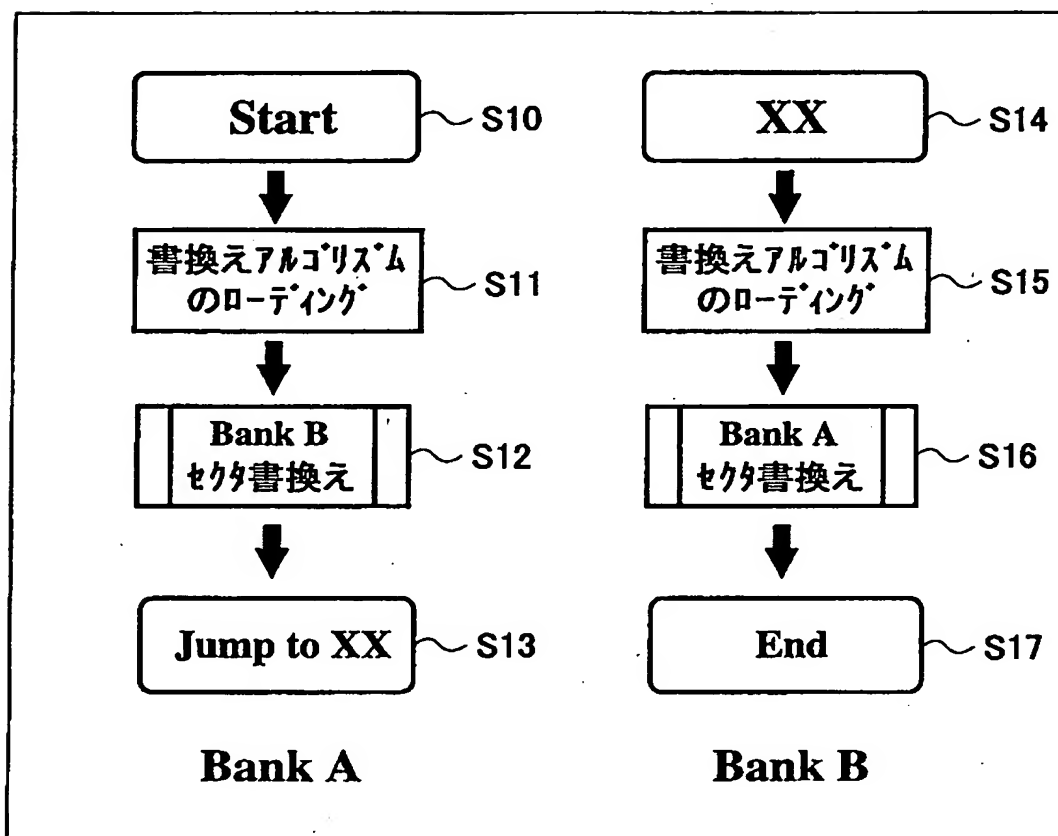 Start
S10
書換えアルゴリズム
のローディング
S11
Bank B
セクタ書換え
S12
Jump to XX
S13
Bank A
XX
S14
書換えアルゴリズム
のローディング
S15
Bank A
セクタ書換え
S16
End
S17
Bank B